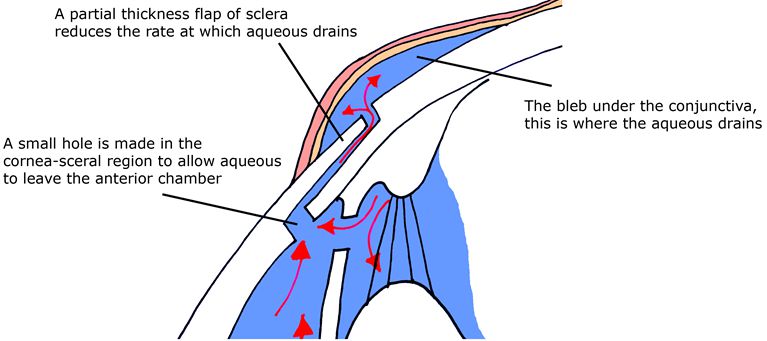 A partial thickness flap of sclera
reduces the rate at which aqueous drains
The bleb under the conjunctiva,
this is where the aqueous drains
A small hole is made in the
cornea-sceral region to allow aqueous
to leave the anterior chamber